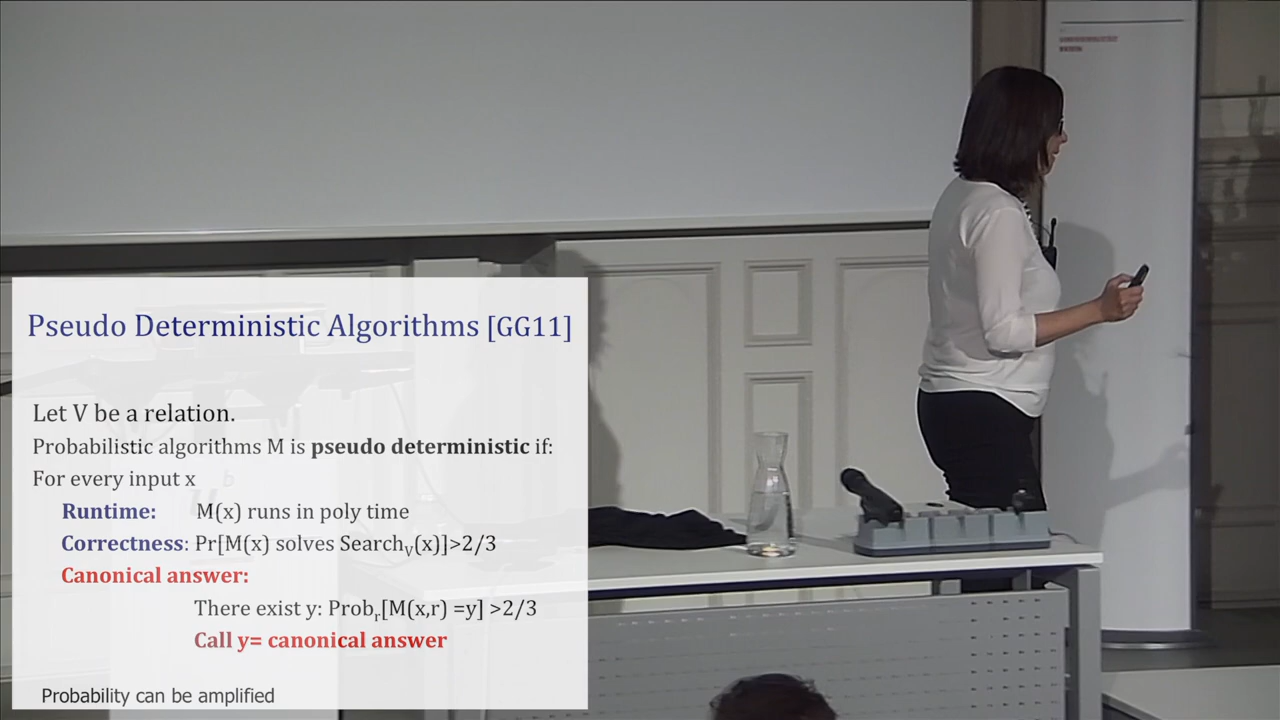 Pseudo Deterministic Algorithms [GG11]
Let V be a relation.
Probabilistic algorithms M is pseudo deterministic if:
For every input x
Runtime: M(x) runs in poly time
Correctness: Pr[M(x) solves Search_V(x)]>2/3
Canonical answer:
There exist y: Prob_r[M(x,r) =y] >2/3
Call y= canonical answer
Probability can be amplified